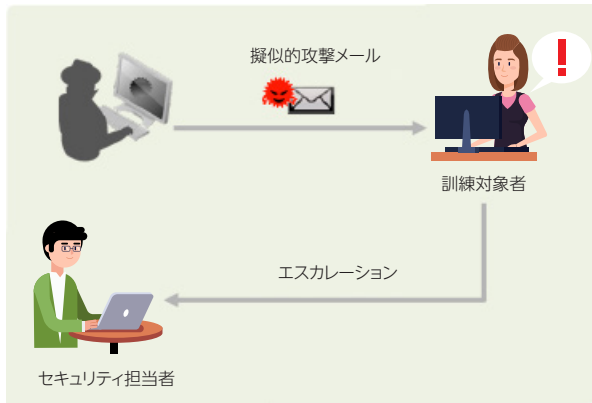 擬似的攻撃メール
!
訓練対象者
エスカレーション
セキュリティ担当者